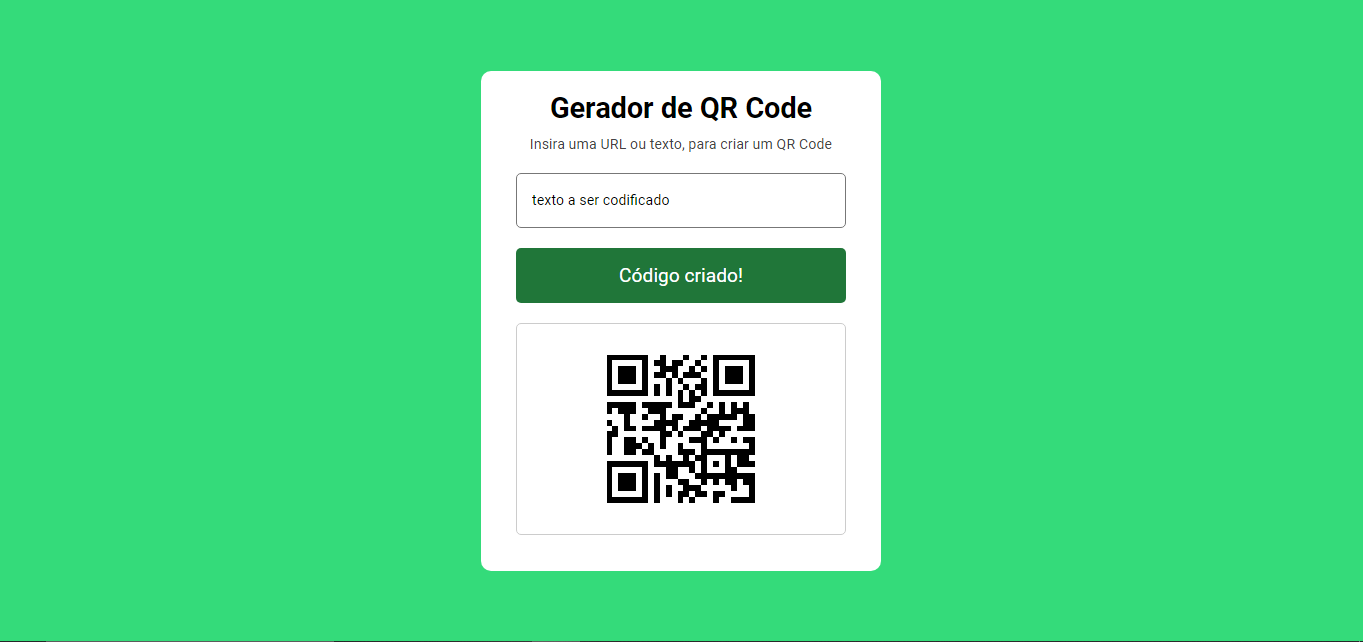 Gerador de QR Code
Insira uma URL ou texto, para criar um QR Code
texto a ser codificado
Código criado!